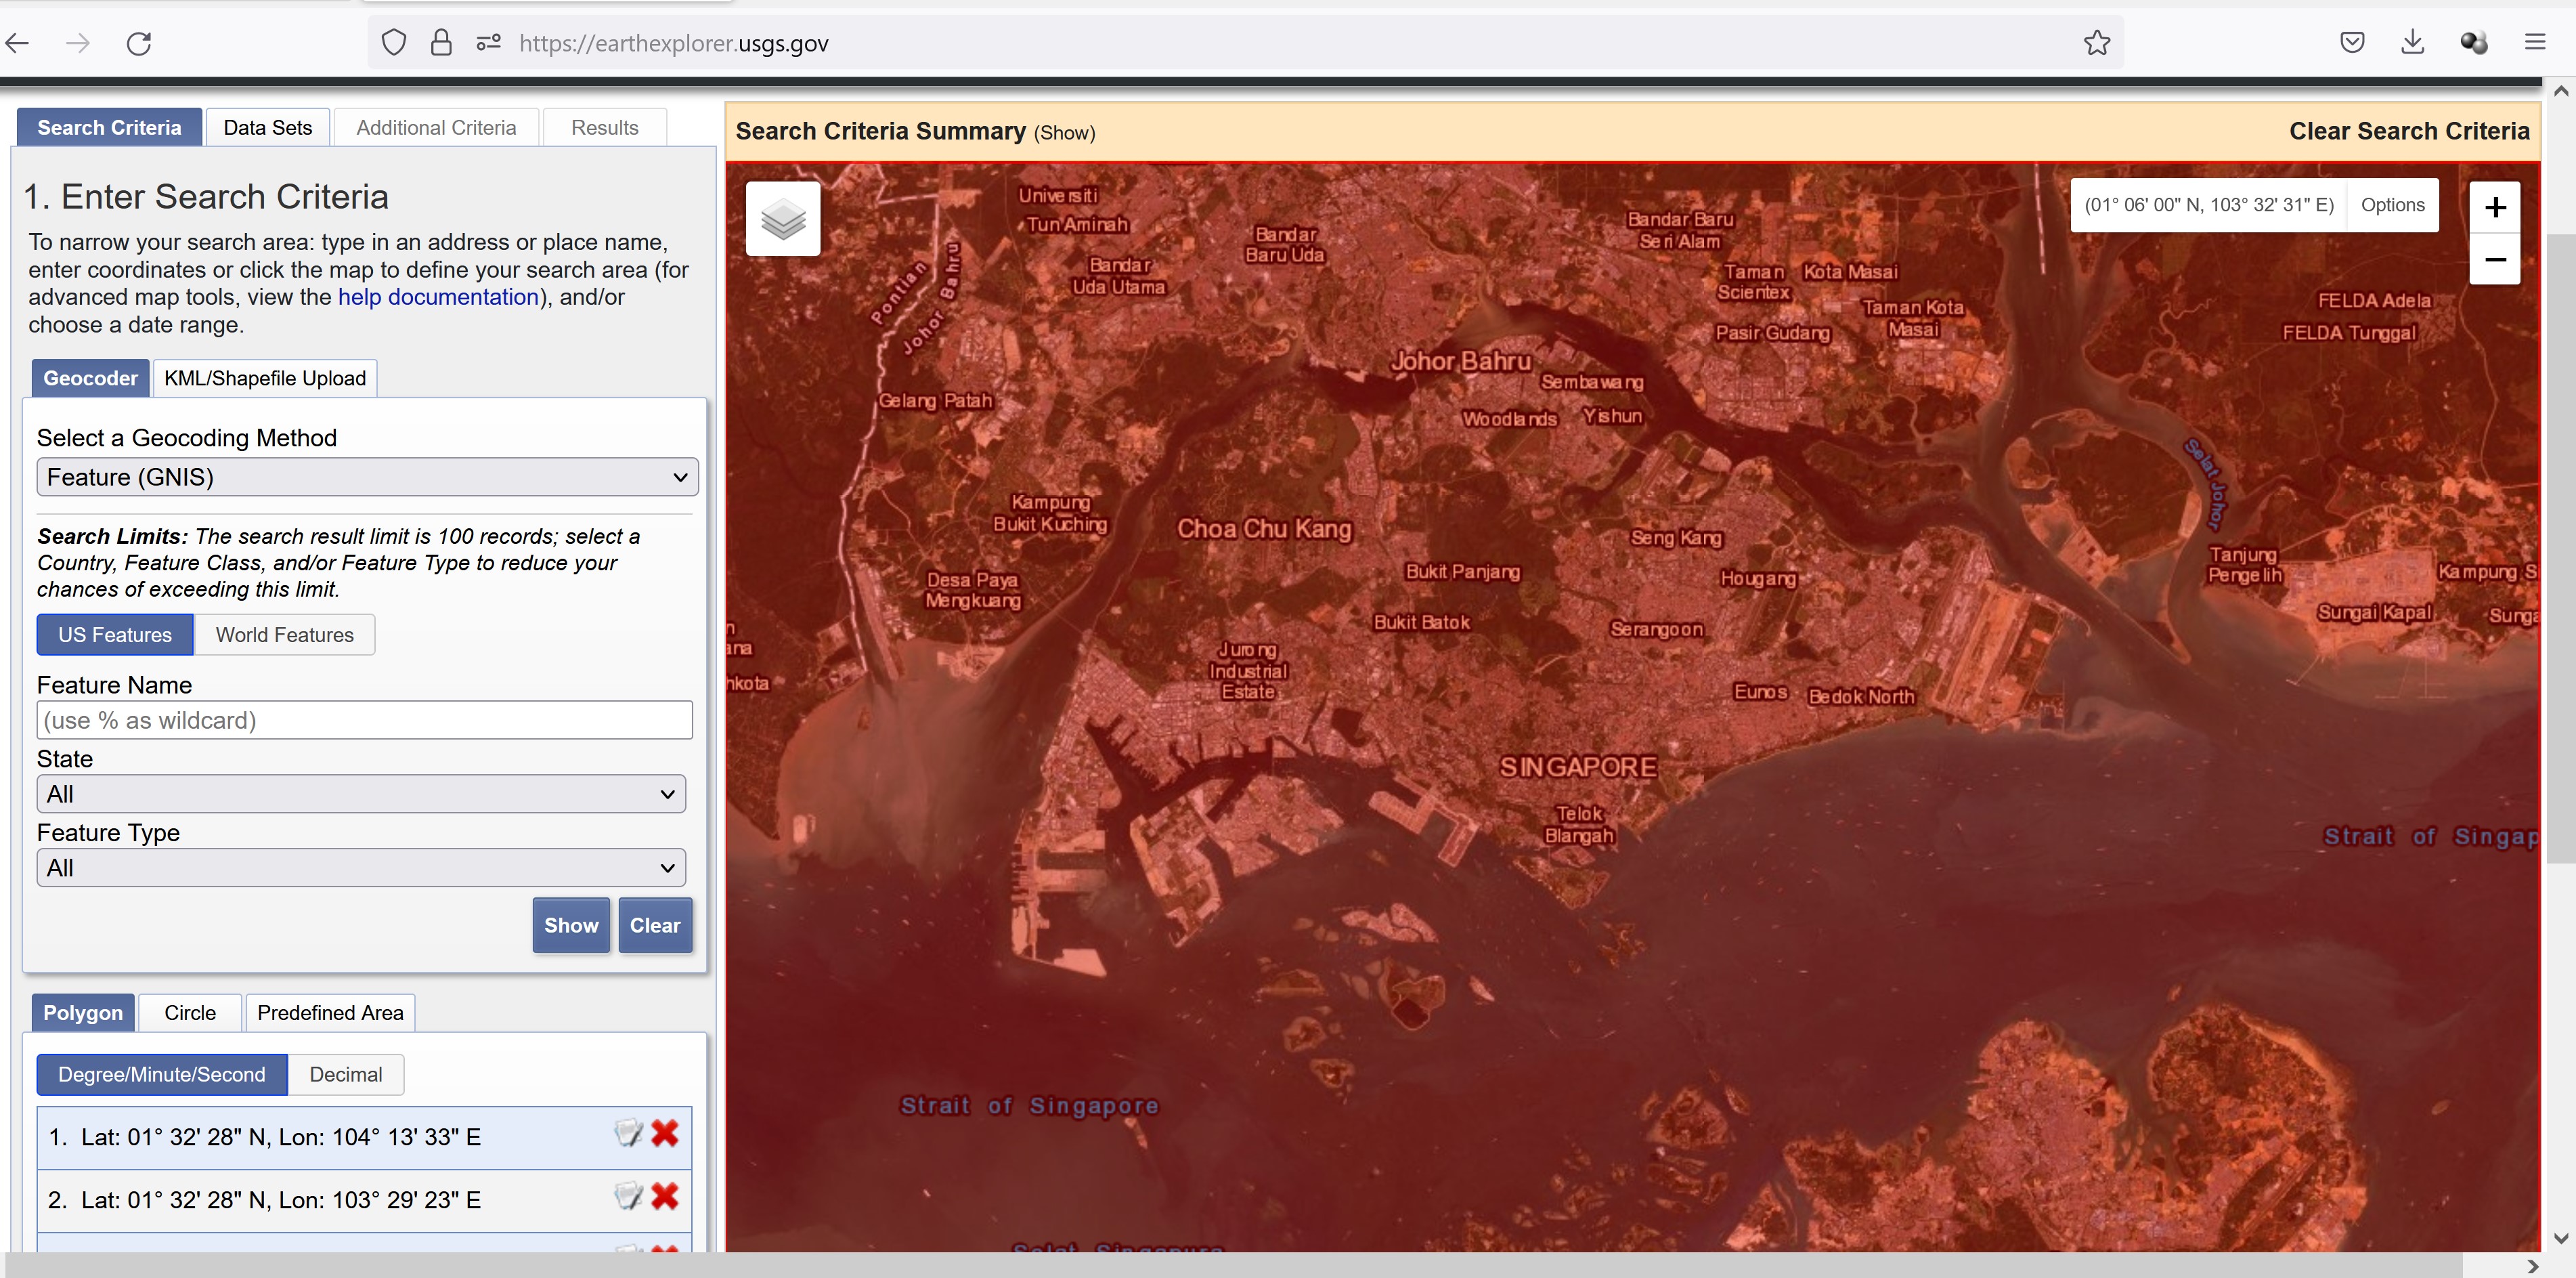 https://earthexplorer.usgs.gov
Search Criteria
Data Sets
Additional Criteria
Results
1. Enter Search Criteria
To narrow your search area: type in an address or place name,
enter coordinates or click the map to define your search area (for
advanced map tools, view the help documentation), and/or
choose a date range.
Geocoder
KML/Shapefile Upload
Select a Geocoding Method
Feature (GNIS)
Search Limits: The search result limit is 100 records; select a
Country, Feature Class, and/or Feature Type to reduce your
chances of exceeding this limit.
US Features
World Features
Feature Name
(use % as wildcard)
State
All
Feature Type
All
Show
Clear
Polygon
Circle
Predefined Area
Degree/Minute/Second
Decimal
1. Lat: 01° 32' 28" N, Lon: 104° 13' 33" E
2. Lat: 01° 32' 28" N, Lon: 103° 29' 23" E
Search Criteria Summary (Show)
Clear Search Criteria
(01° 06' 00" N, 103° 32' 31" E)
Options
+
−
Universiti
Tun Aminah
Bandar
Baru Uda
Bandar
Uda Utama
Pontian
Johor Bahru
Bandar Baru
Seri Alam
Taman
Scientex
Kota Masai
Taman Kota
Masai
Pasir Gudang
FELDA Adela
FELDA Tunggal
Johor Bahru
Sembawang
Woodlands
Yishun
Gelang Patah
Selat Johor
Kampung
Bukit Kuching
Choa Chu Kang
Seng Kang
Bukit Panjang
Hougang
Tanjung
Pengelih
Kampung S
Desa Paya
Mengkuang
Sungai Kapal
Sunga
Bukit Batok
Serangoon
n
ana
Jurong
Industrial
Estate
hkota
Eunos
Bedok North
SINGAPORE
Telok
Blangah
Strait of Singap
Strait of Singapore
Selat Singapura